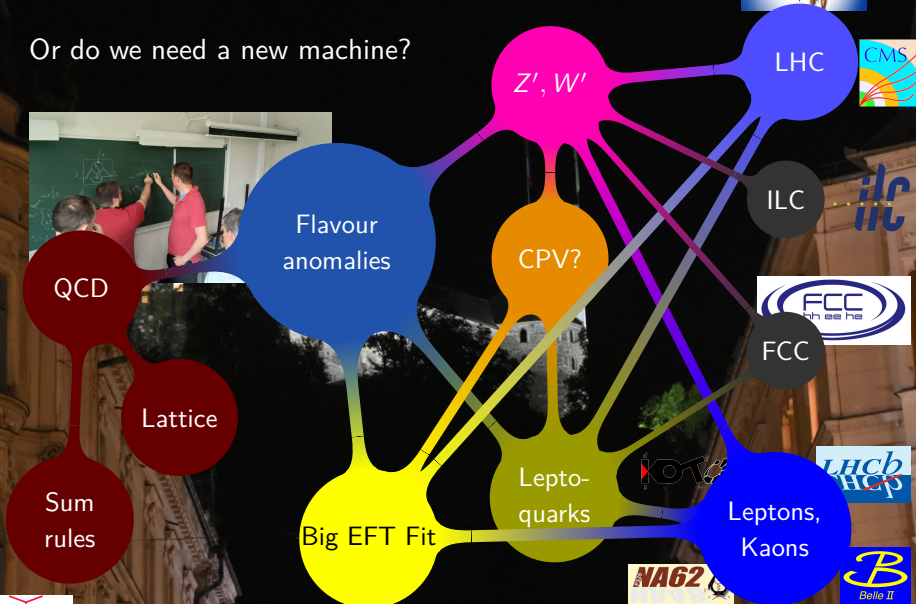 Or do we need a new machine?
Z′, W′
LHC
CMS
Flavour
anomalies
ILC
ilc
CPV?
QCD
FCC
hh ee he
FCC
Lattice
Lepto-
quarks
LHCb
Sum
rules
Big EFT Fit
Leptons,
Kaons
NA62
B
Belle II